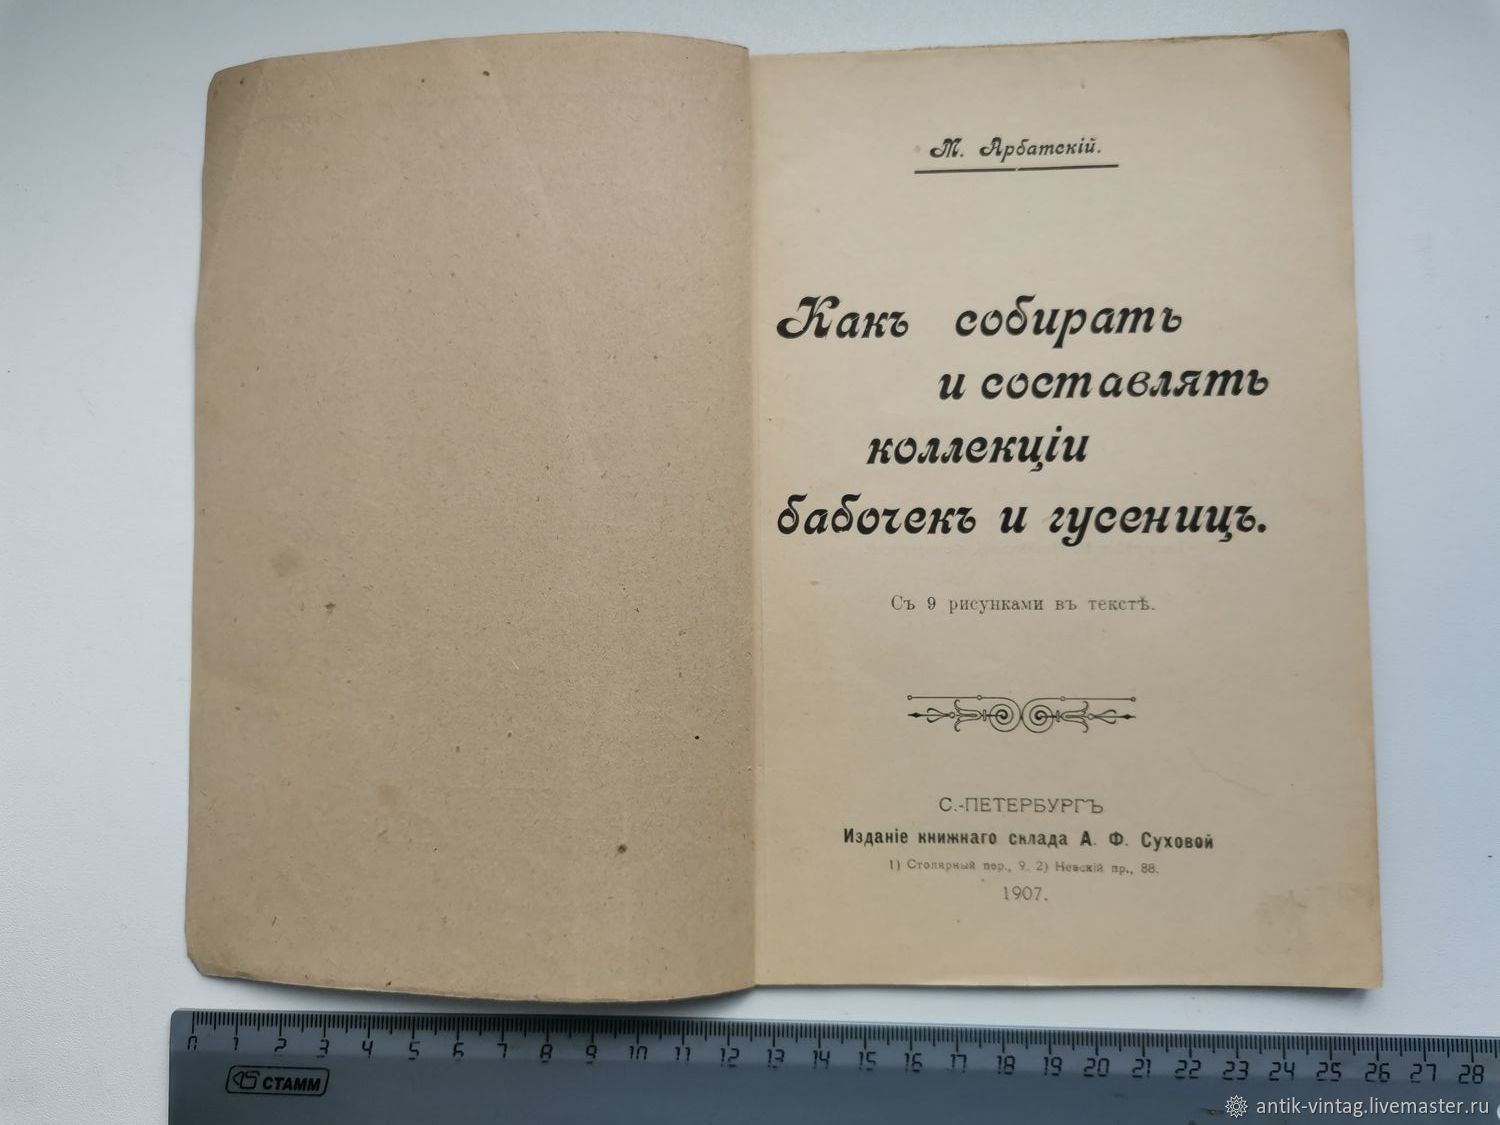 М. Арбатскій.
Какъ собирать
и составлять
коллекціи
бабочекъ и гусеницъ.
Съ 9 рисунками въ текстѣ.
С.-ПЕТЕРБУРГЪ
Изданіе книжнаго склада А. Ф. Суховой
1) Столярный пер., 9. 2) Невскій пр., 88.
1907.
0 1 2 3 4 5 6 7 8 9 10 11 12 13 14 15 16 17 18 19 20 21 22 23 24 25 26 27 28
СТАММ
antik-vintag.livemaster.ru